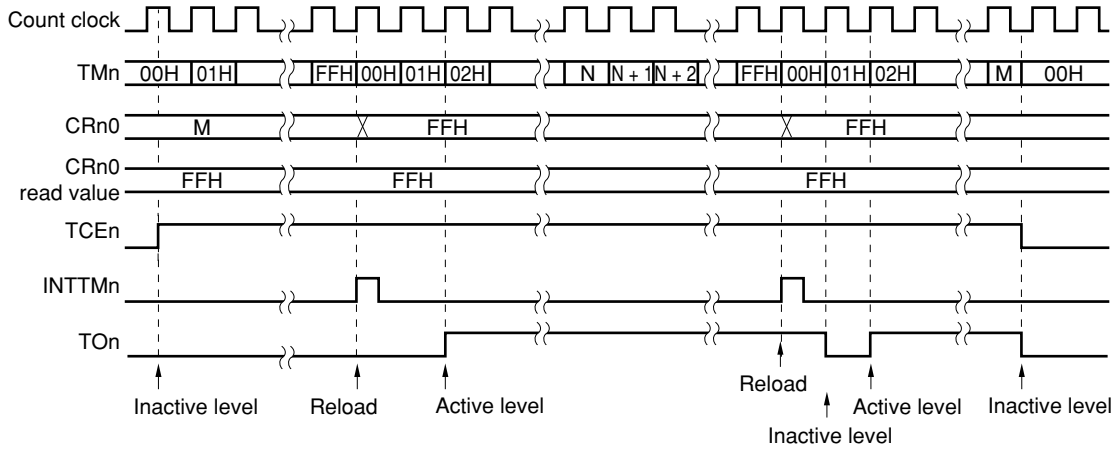 Count clock
TMn 00H 01H FFH 00H 01H 02H N N + 1 N + 2 FFH 00H 01H 02H M 00H
CRn0 M FFH FFH
CRn0
read value FFH FFH FFH
TCEn
INTTMn
TOn
Reload
Inactive level Reload Active level Active level Inactive level
Inactive level